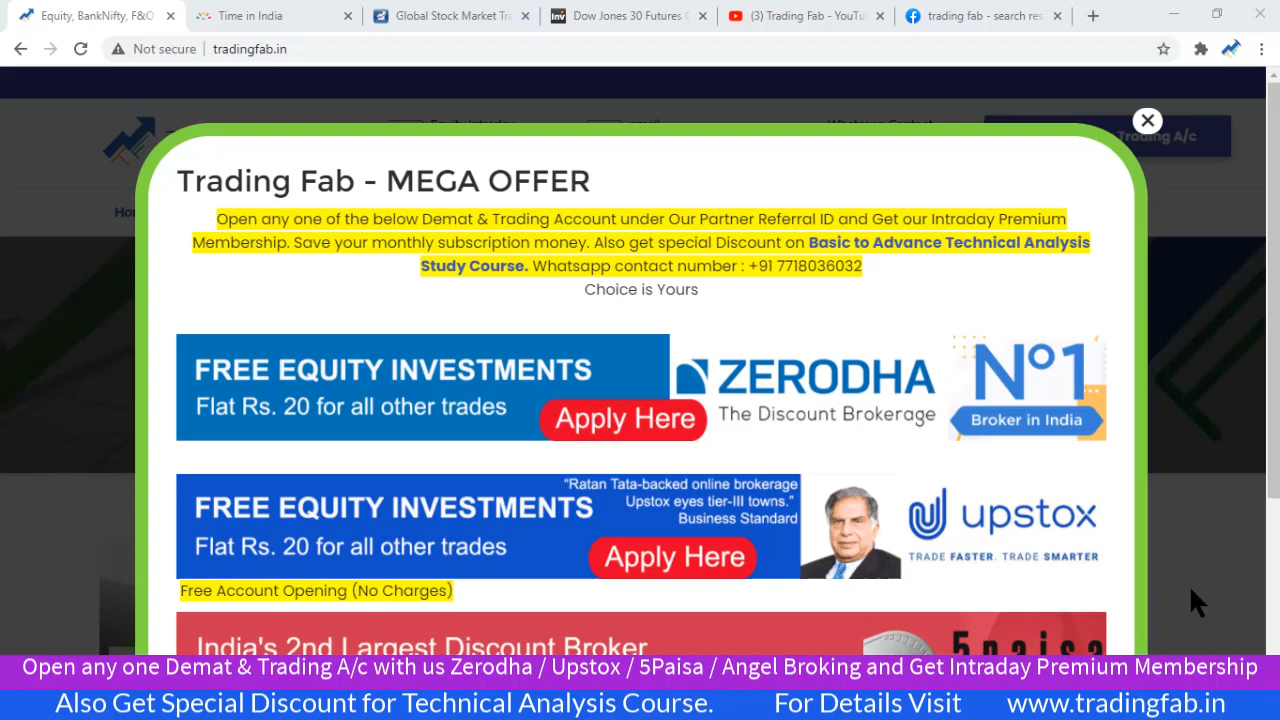 Equity, BankNifty, F&O
Time in India
Global Stock Market Tra
Dow Jones 30 Futures C
(3) Trading Fab - YouTu
trading fab - search res
Not secure
tradingfab.in
Whatsapp Contact
Trading A/c
Trading Fab - MEGA OFFER
Open any one of the below Demat & Trading Account under Our Partner Referral ID and Get our Intraday Premium
Membership. Save your monthly subscription money. Also get special Discount on Basic to Advance Technical Analysis
Study Course. Whatsapp contact number : +91 7718036032
Choice is Yours
FREE EQUITY INVESTMENTS
Flat Rs. 20 for all other trades
Apply Here
ZERODHA
The Discount Brokerage
Nº1
Broker in India
"Ratan Tata-backed online brokerage
Upstox eyes tier-III towns."
Business Standard
FREE EQUITY INVESTMENTS
Flat Rs. 20 for all other trades
Apply Here
upstox
TRADE FASTER. TRADE SMARTER
Free Account Opening (No Charges)
India's 2nd Largest Discount Broker
5paisa
Open any one Demat & Trading A/c with us Zerodha / Upstox / 5Paisa / Angel Broking and Get Intraday Premium Membership
Also Get Special Discount for Technical Analysis Course. For Details Visit www.tradingfab.in